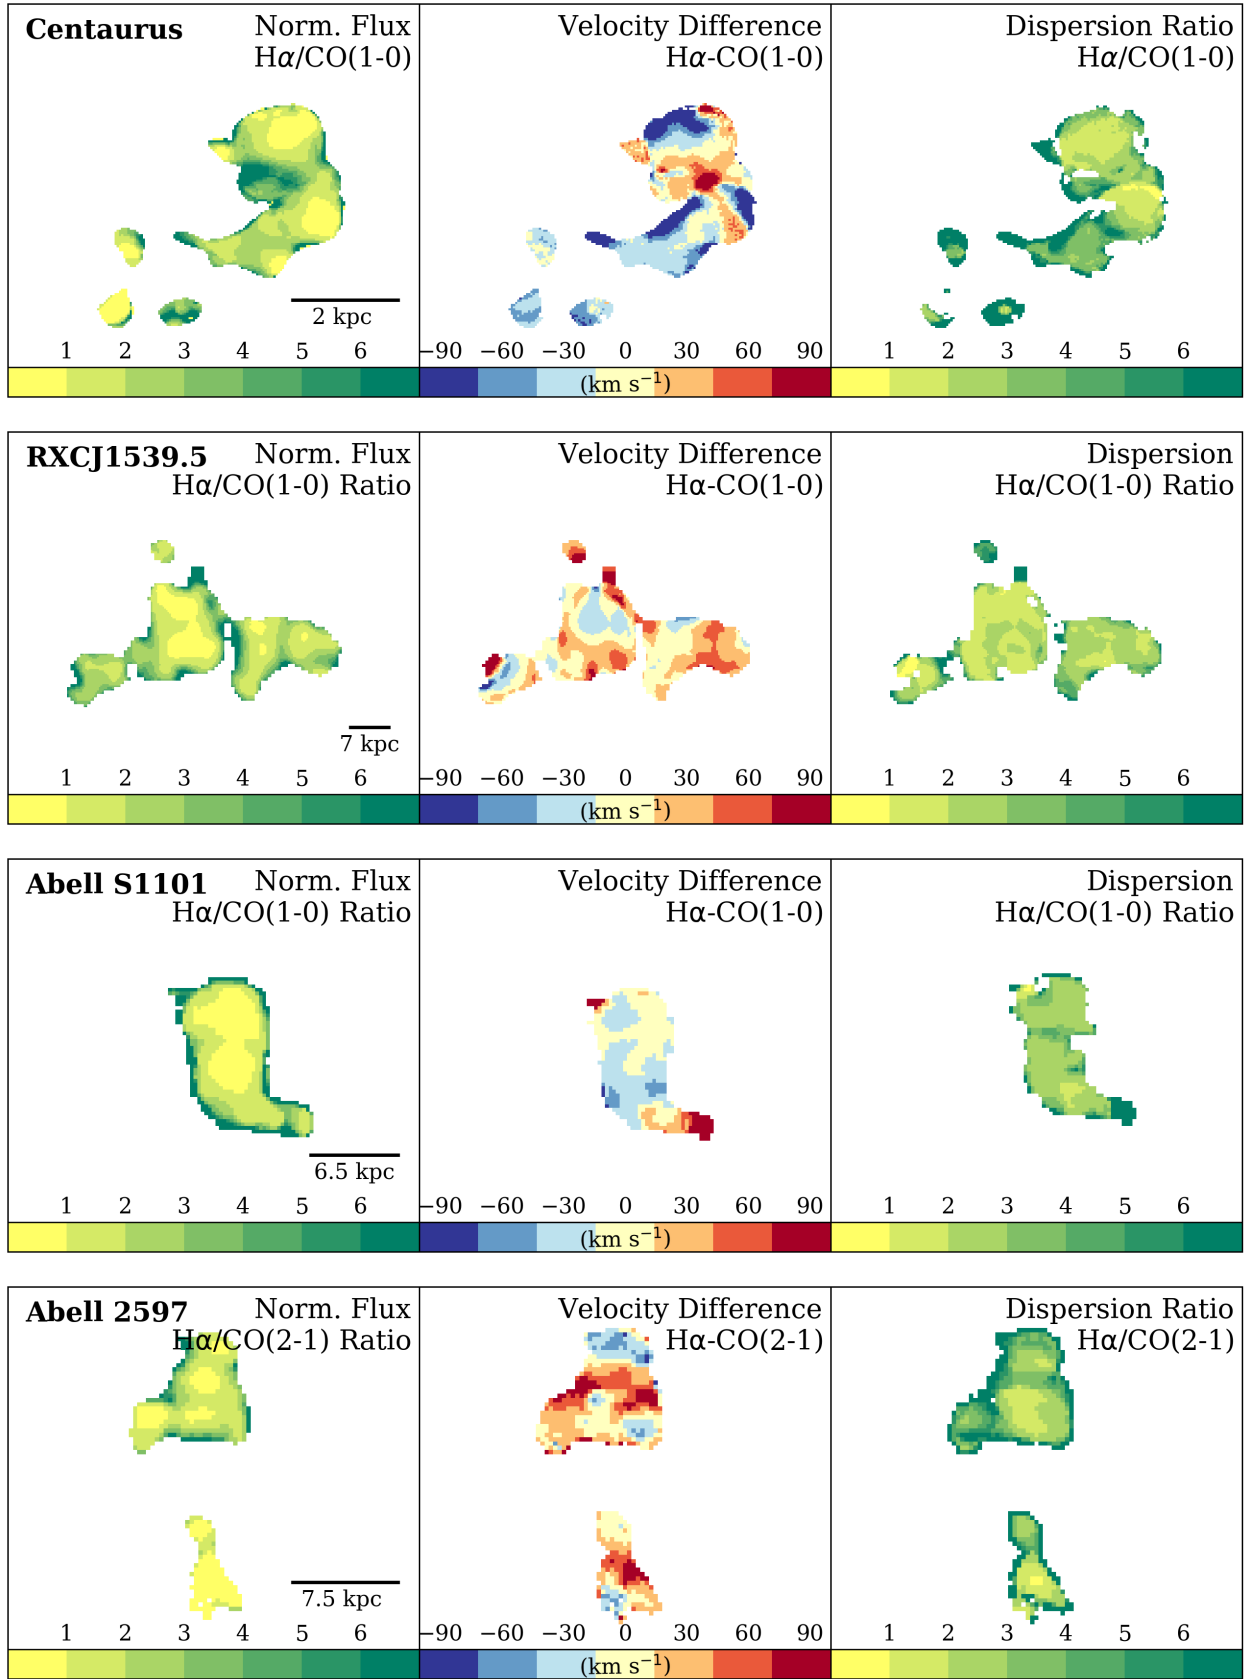 Centaurus
Norm. Flux
Hα/CO(1-0)
Velocity Difference
Hα-CO(1-0)
Dispersion Ratio
Hα/CO(1-0)
2 kpc
1 2 3 4 5 6
−90 −60 −30 0 30 60 90
1 2 3 4 5 6
(km s⁻¹)
RXCJ1539.5
Norm. Flux
Hα/CO(1-0) Ratio
Velocity Difference
Hα-CO(1-0)
Dispersion
Hα/CO(1-0) Ratio
7 kpc
1 2 3 4 5 6
−90 −60 −30 0 30 60 90
1 2 3 4 5 6
(km s⁻¹)
Abell S1101
Norm. Flux
Hα/CO(1-0) Ratio
Velocity Difference
Hα-CO(1-0)
Dispersion
Hα/CO(1-0) Ratio
6.5 kpc
1 2 3 4 5 6
−90 −60 −30 0 30 60 90
1 2 3 4 5 6
(km s⁻¹)
Abell 2597
Norm. Flux
Hα/CO(2-1) Ratio
Velocity Difference
Hα-CO(2-1)
Dispersion Ratio
Hα/CO(2-1)
7.5 kpc
1 2 3 4 5 6
−90 −60 −30 0 30 60 90
1 2 3 4 5 6
(km s⁻¹)